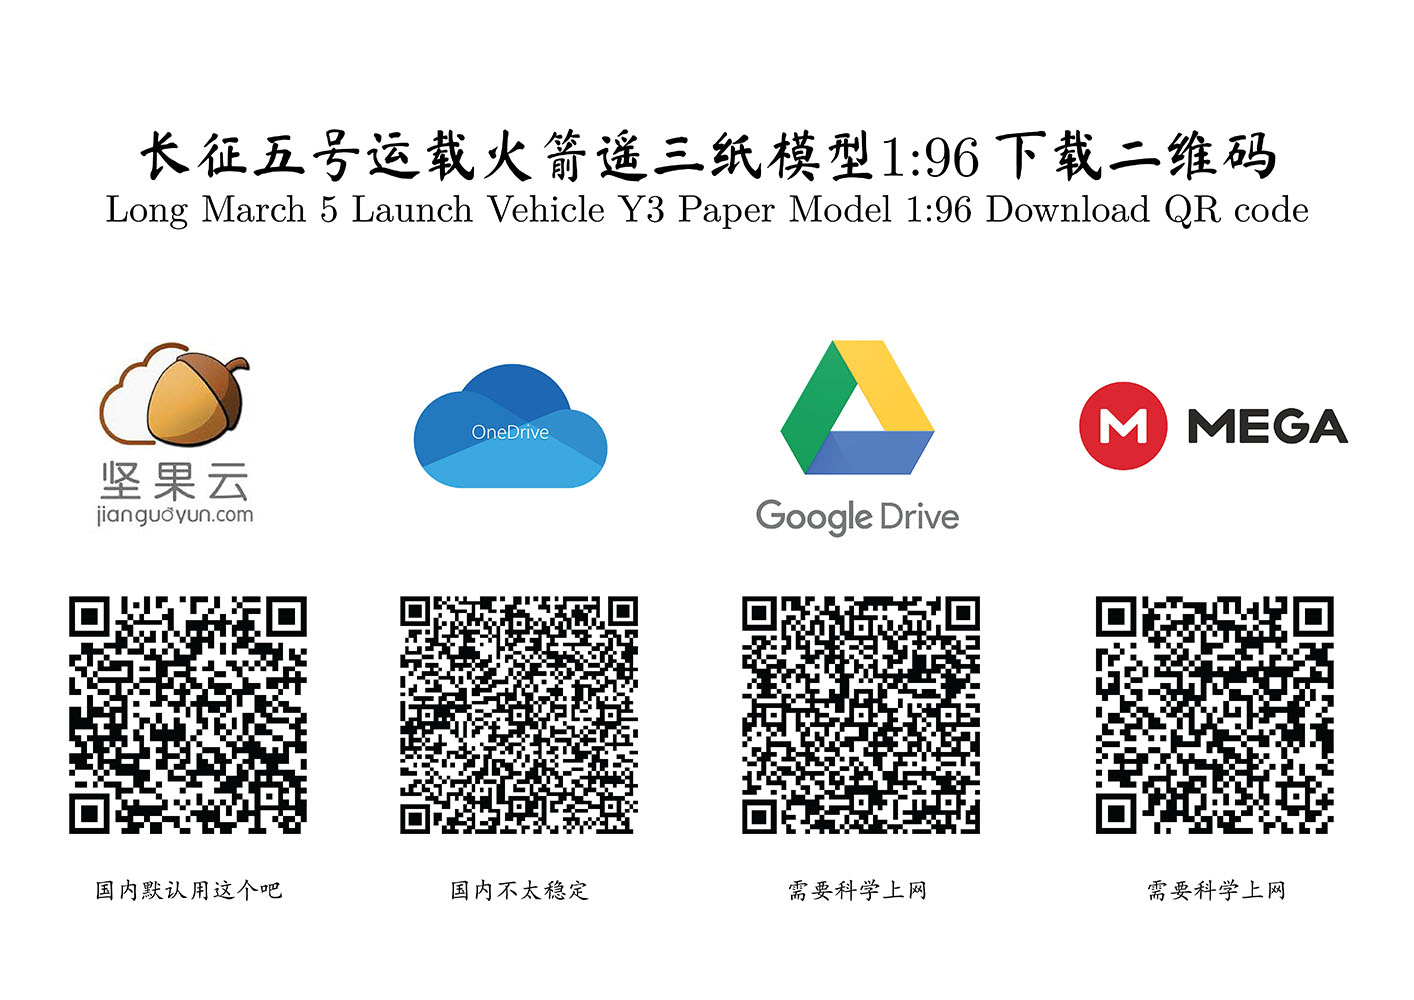 长征五号运载火箭遥三纸模型1:96下载二维码
Long March 5 Launch Vehicle Y3 Paper Model 1:96 Download QR code
坚果云
jianguoyun.com
OneDrive
Google Drive
M MEGA
国内默认用这个吧
国内不太稳定
需要科学上网
需要科学上网